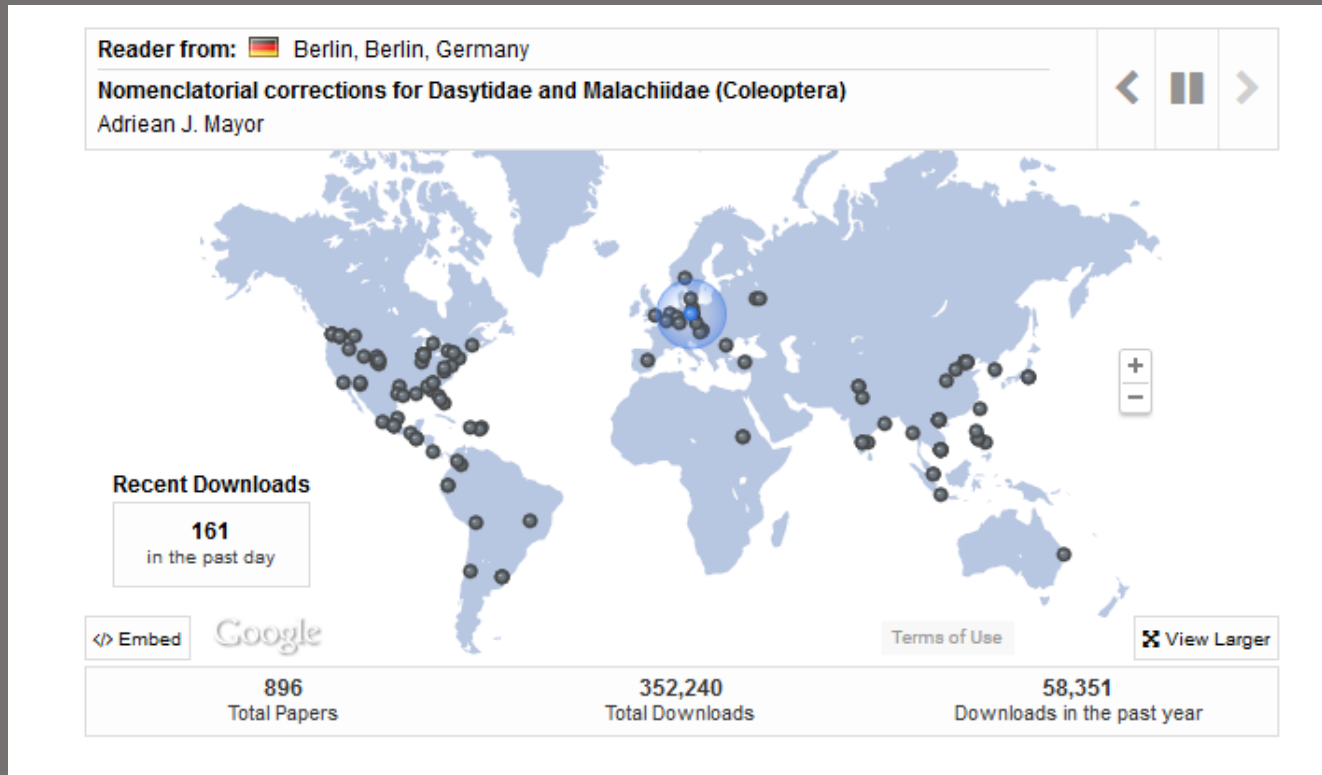 Reader from: Berlin, Berlin, Germany
Nomenclatorial corrections for Dasytidae and Malachiidae (Coleoptera)
Adriean J. Mayor
+
−
Recent Downloads
161
in the past day
</> Embed
Google
Terms of Use
View Larger
896
Total Papers
352,240
Total Downloads
58,351
Downloads in the past year